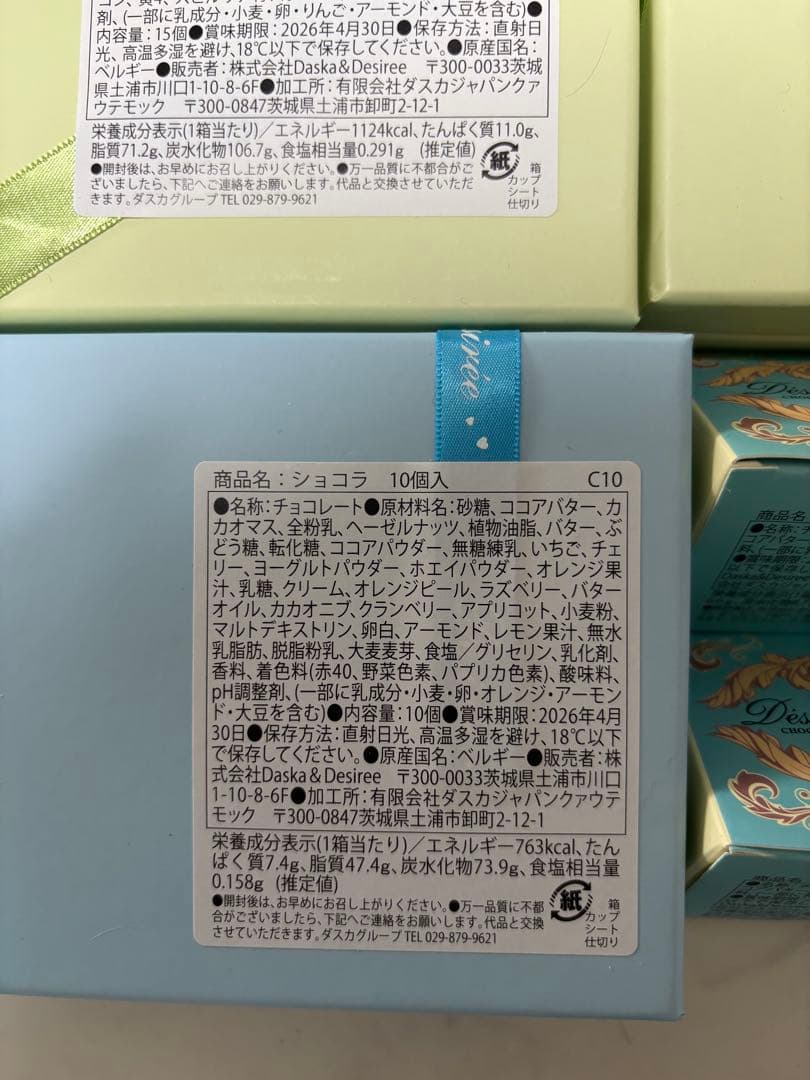 剤、(一部に乳成分・小麦・卵・りんご・アーモンド・大豆を含む)●
内容量：15個●賞味期限：2026年4月30日●保存方法：直射日
光、高温多湿を避け、18℃以下で保存してください。●原産国名：
ベルギー●販売者：株式会社Daska&Desiree 〒300-0033茨城
県土浦市川口1-10-8-6F●加工所：有限会社ダスカジャパンクァ
ウテモック 〒300-0847茨城県土浦市卸町2-12-1
栄養成分表示(1箱当たり)／エネルギー1124kcal、たんぱく質11.0g、
脂質71.2g、炭水化物106.7g、食塩相当量0.291g (推定値)
●開封後は、お早めにお召し上がりください。●万一品質に不都合がご
ざいましたら、下記へご連絡をお願いします。代品と交換させていただ
きます。ダスカグループ TEL 029-879-9621
紙
箱
カップ
シート
仕切り
商品名：ショコラ 10個入 C10
●名称：チョコレート●原材料名：砂糖、ココアバター、カ
カオマス、全粉乳、ヘーゼルナッツ、植物油脂、バター、ぶ
どう糖、転化糖、ココアパウダー、無糖練乳、いちご、チェ
リー、ヨーグルトパウダー、ホエイパウダー、オレンジ果
汁、乳糖、クリーム、オレンジピール、ラズベリー、バター
オイル、カカオニブ、クランベリー、アプリコット、小麦粉、
マルトデキストリン、卵白、アーモンド、レモン果汁、無水
乳脂肪、脱脂粉乳、大麦麦芽、食塩／グリセリン、乳化剤、
香料、着色料(赤40、野菜色素、パプリカ色素)、酸味料、
pH調整剤、(一部に乳成分・小麦・卵・オレンジ・アーモン
ド・大豆を含む)●内容量：10個●賞味期限：2026年4月
30日●保存方法：直射日光、高温多湿を避け、18℃以下
で保存してください。●原産国名：ベルギー●販売者：株
式会社Daska&Desiree 〒300-0033茨城県土浦市川口
1-10-8-6F●加工所：有限会社ダスカジャパンクァウテ
モック 〒300-0847茨城県土浦市卸町2-12-1
栄養成分表示(1箱当たり)／エネルギー763kcal、たん
ぱく質7.4g、脂質47.4g、炭水化物73.9g、食塩相当量
0.158g (推定値)
●開封後は、お早めにお召し上がりください。●万一品質に不都
合がございましたら、下記へご連絡をお願いします。代品と交換
させていただきます。ダスカグループ TEL 029-879-9621
紙
箱
カップ
シート
仕切り
商品名
●名称：チ
コアバター
料、(一部に
●賞味期限
で保存し
Daska&D
茨城県